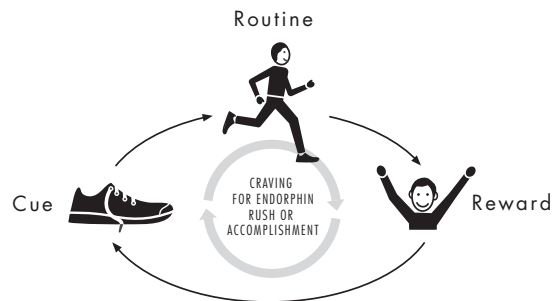 Routine
Cue
CRAVING
FOR ENDORPHIN
RUSH OR
ACCOMPLISHMENT
Reward